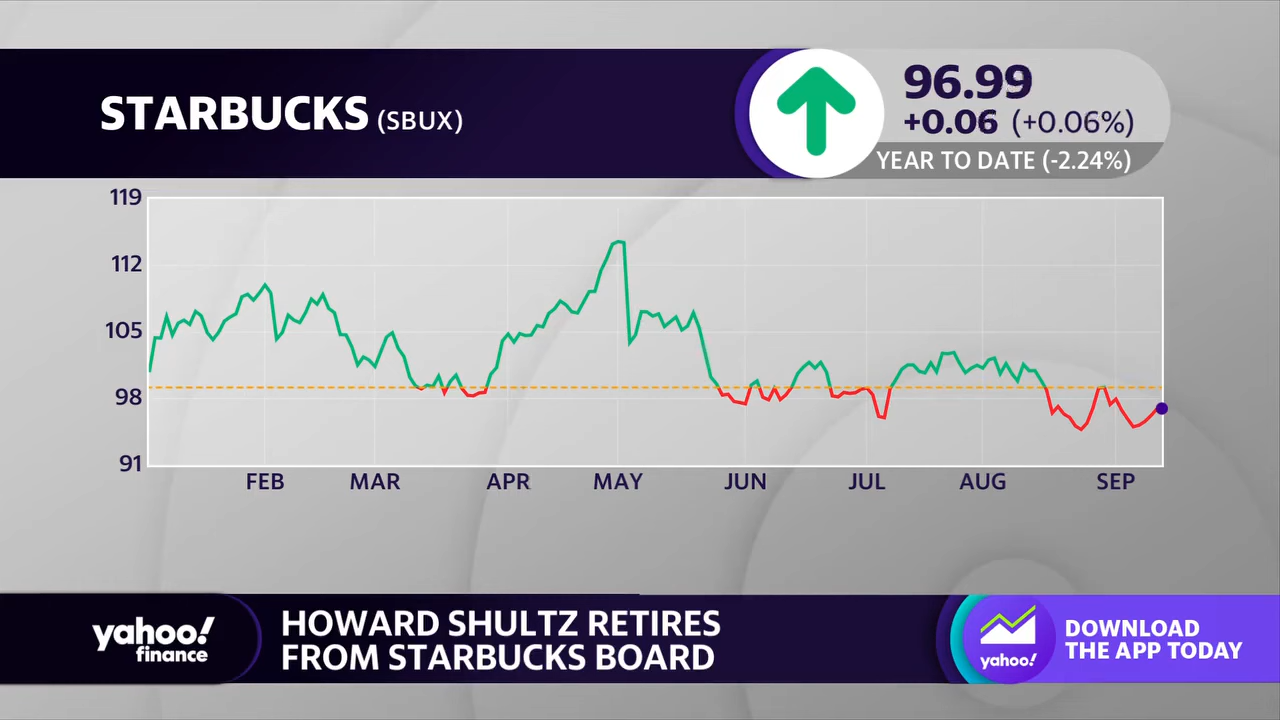 STARBUCKS (SBUX)
96.99
+0.06 (+0.06%)
YEAR TO DATE (-2.24%)
119
112
105
98
91
FEB MAR APR MAY JUN JUL AUG SEP
yahoo!
finance
HOWARD SHULTZ RETIRES
FROM STARBUCKS BOARD
yahoo!
DOWNLOAD
THE APP TODAY